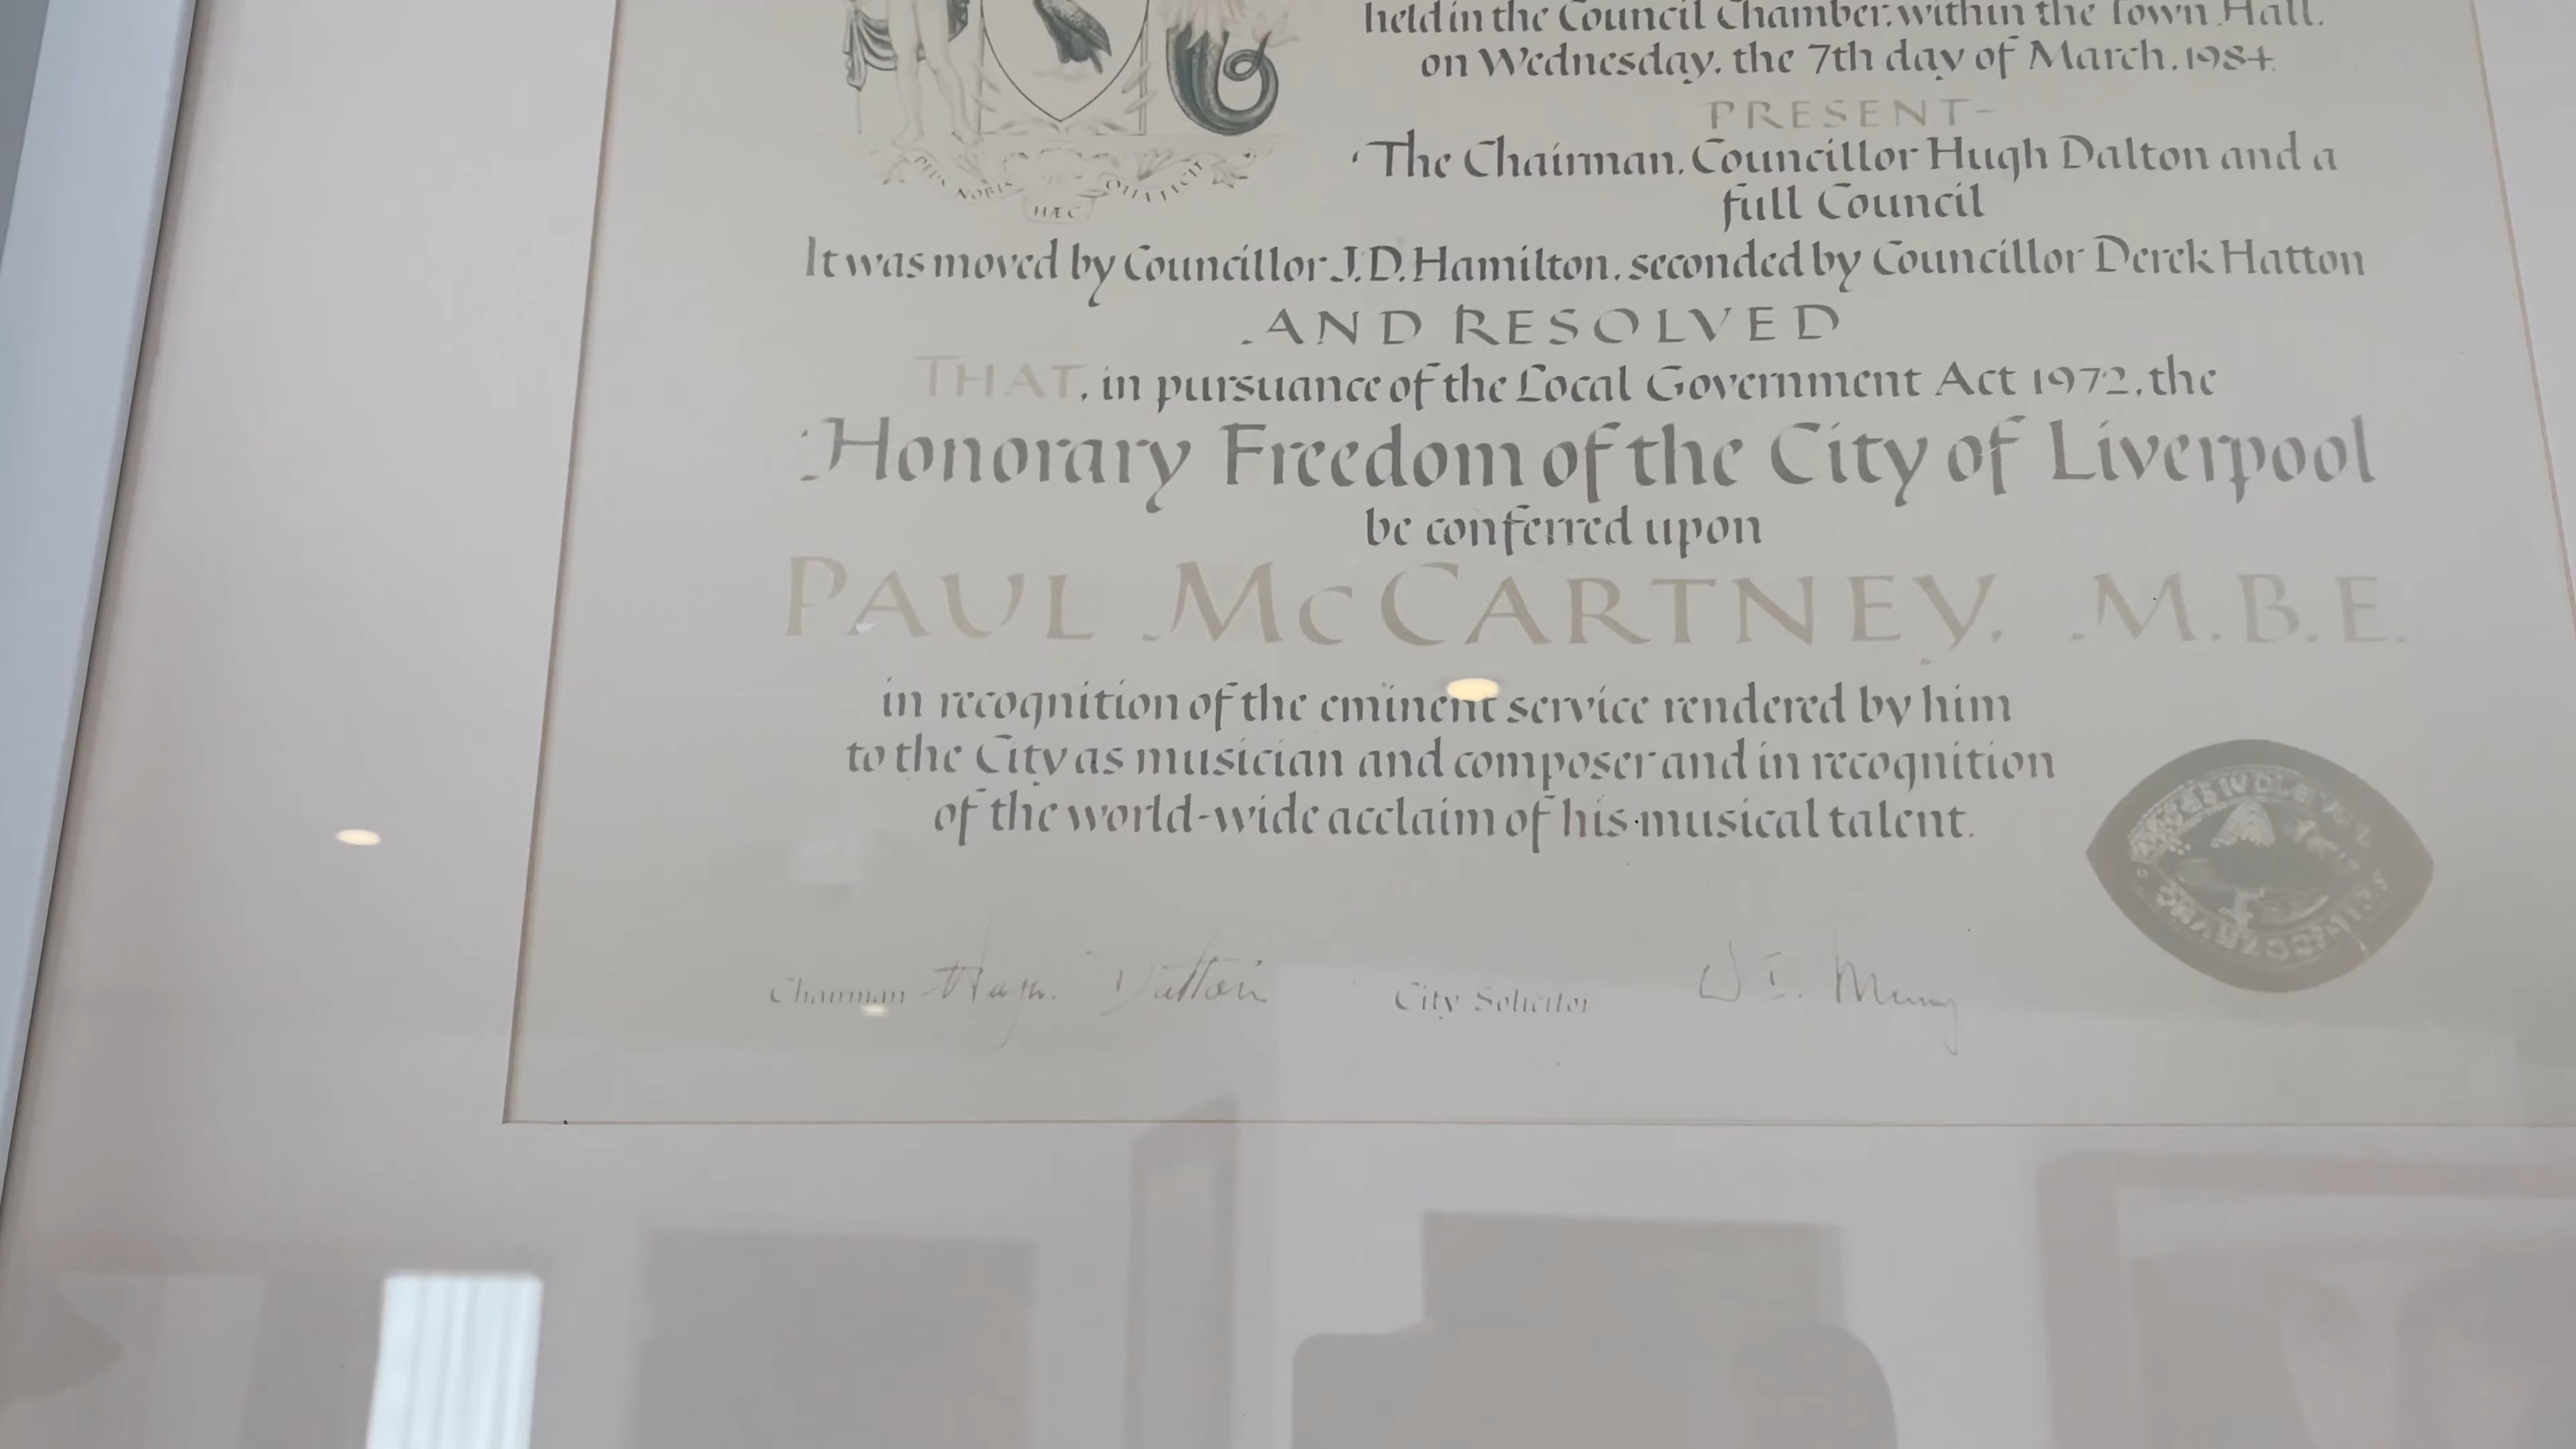 held in the Council Chamber, within the Town Hall,
on Wednesday, the 7th day of March, 1984
PRESENT-
The Chairman, Councillor Hugh Dalton and a
full Council
HÆC
It was moved by Councillor J.D. Hamilton, seconded by Councillor Derek Hatton
AND RESOLVED
THAT, in pursuance of the Local Government Act 1972, the
Honorary Freedom of the City of Liverpool
be conferred upon
PAUL McCARTNEY, M.B.E.
in recognition of the eminent service rendered by him
to the City as musician and composer and in recognition
of the world-wide acclaim of his musical talent.
Chairman Hugh Dalton City Solicitor